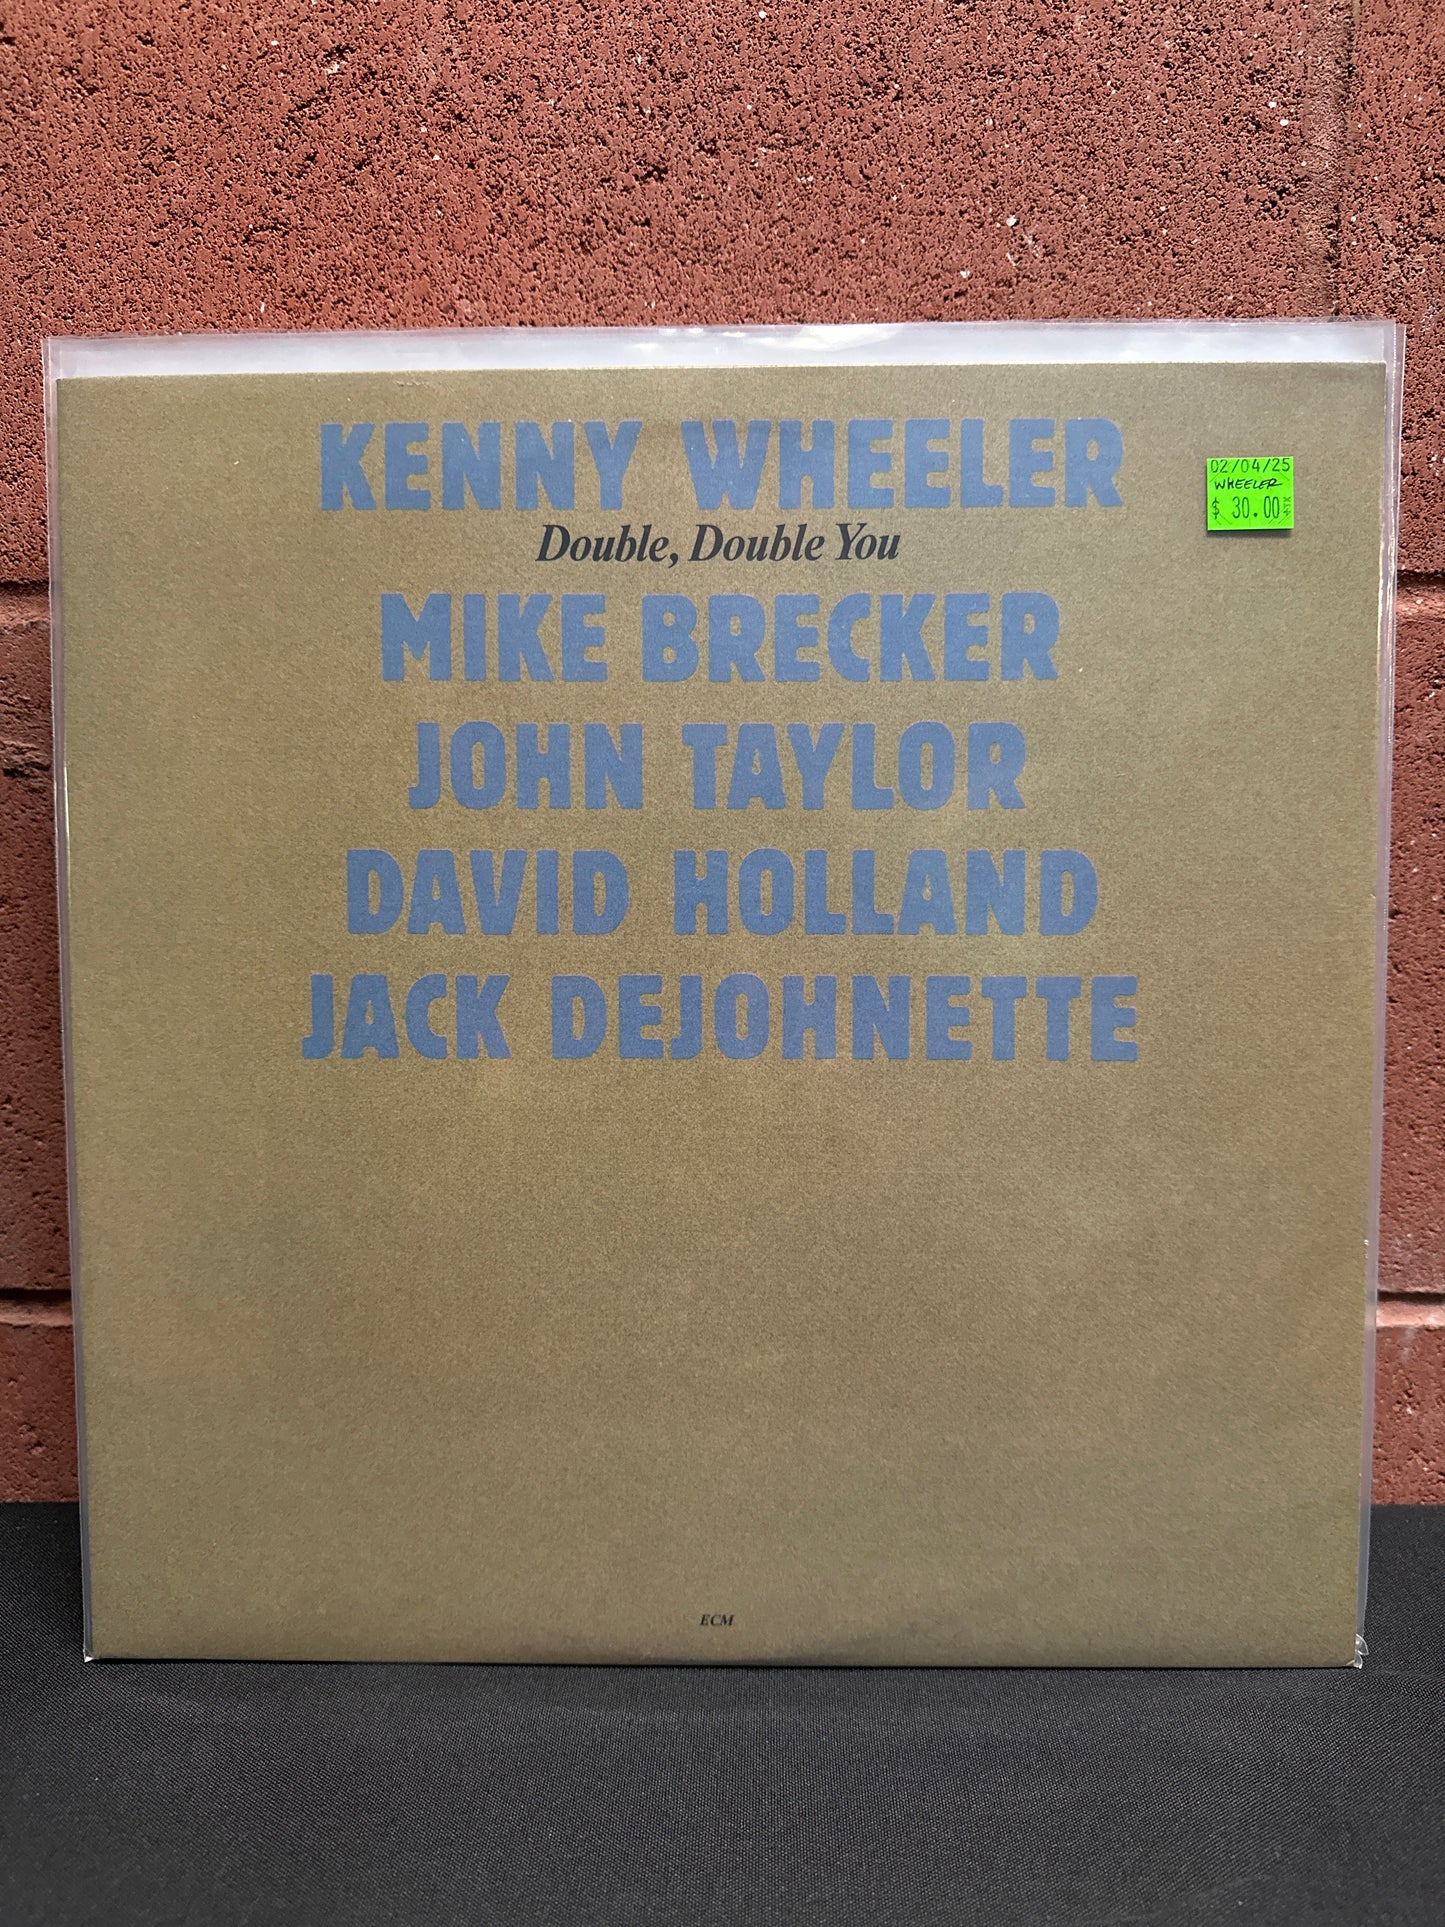 KENNY WHEELER
Double, Double You
MIKE BRECKER
JOHN TAYLOR
DAVID HOLLAND
JACK DEJOHNETTE
ECM
02/04/25
WHEELER
$ 30.00 +TX